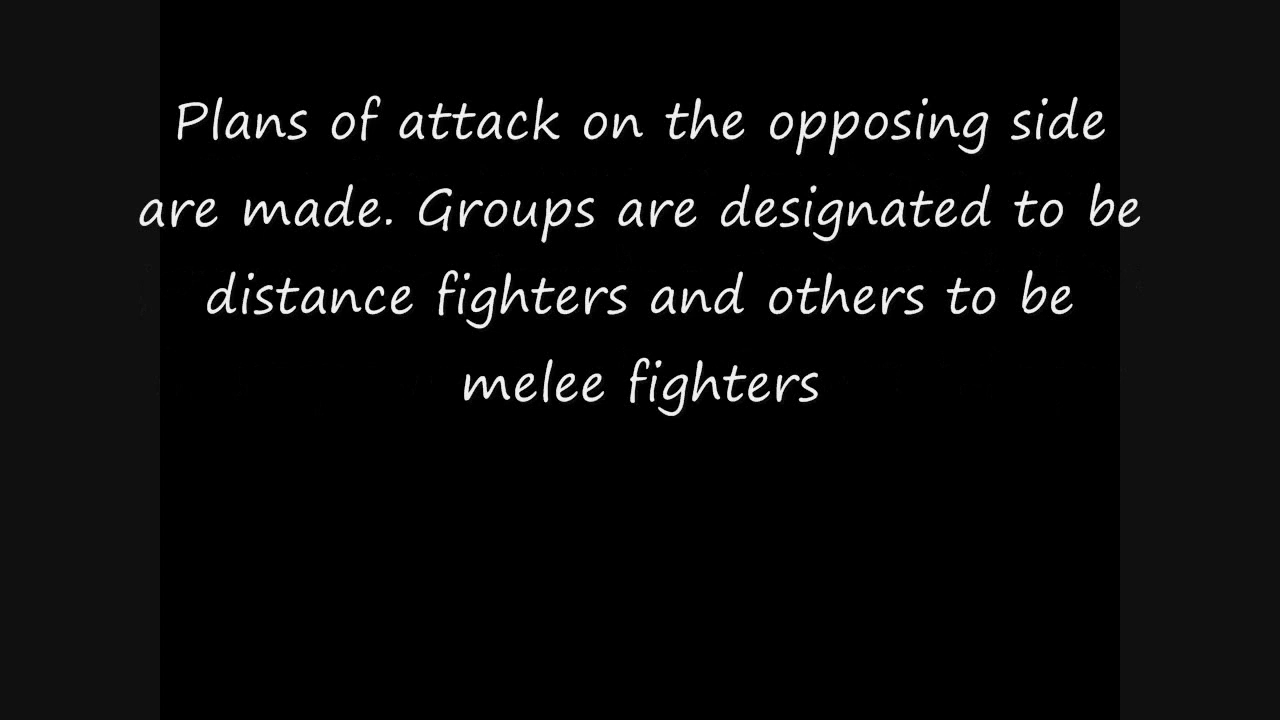 Plans of attack on the opposing side
are made. Groups are designated to be
distance fighters and others to be
melee fighters